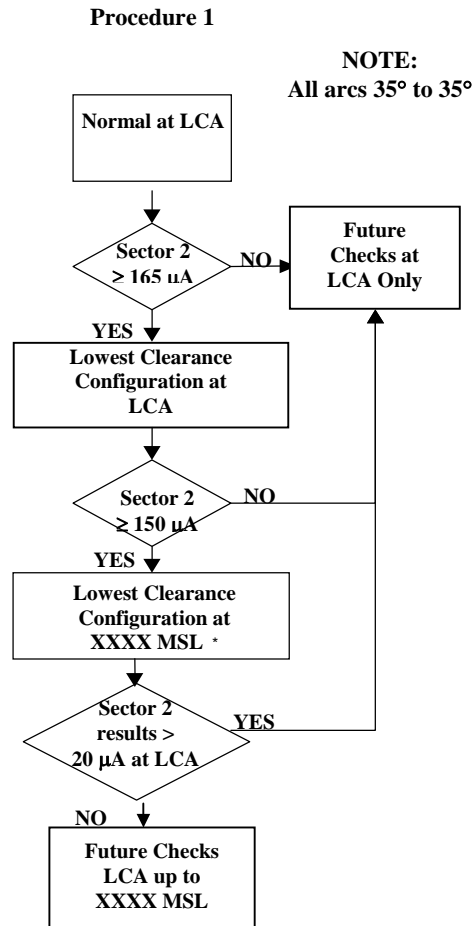 Procedure 1
NOTE:
All arcs 35° to 35°
Normal at LCA
Sector 2
≥ 165 µA
NO
Future
Checks at
LCA Only
YES
Lowest Clearance
Configuration at
LCA
Sector 2
≥ 150 µA
NO
YES
Lowest Clearance
Configuration at
XXXX MSL *
Sector 2
results >
20 µA at LCA
YES
NO
Future Checks
LCA up to
XXXX MSL